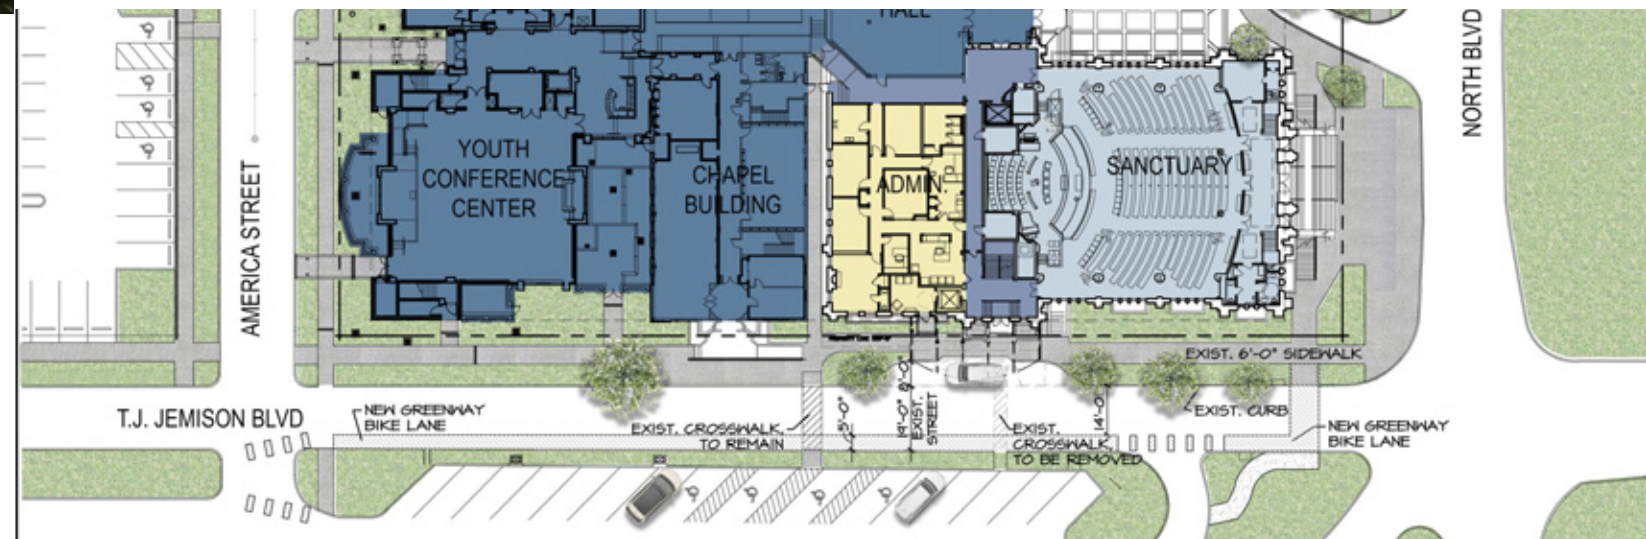 HALL
NORTH BLVD
YOUTH
CONFERENCE
CENTER
CHAPEL
BUILDING
ADMIN.
SANCTUARY
AMERICA STREET
EXIST. 6'-0" SIDEWALK
T.J. JEMISON BLVD
NEW GREENWAY
BIKE LANE
EXIST. CROSSWALK,
TO REMAIN
5'-0"
19'-0"
8'-0"
EXIST.
STREET
EXIST.
CROSSWALK
TO BE REMOVED
14'-0
EXIST. CURB
NEW GREENWAY
BIKE LANE